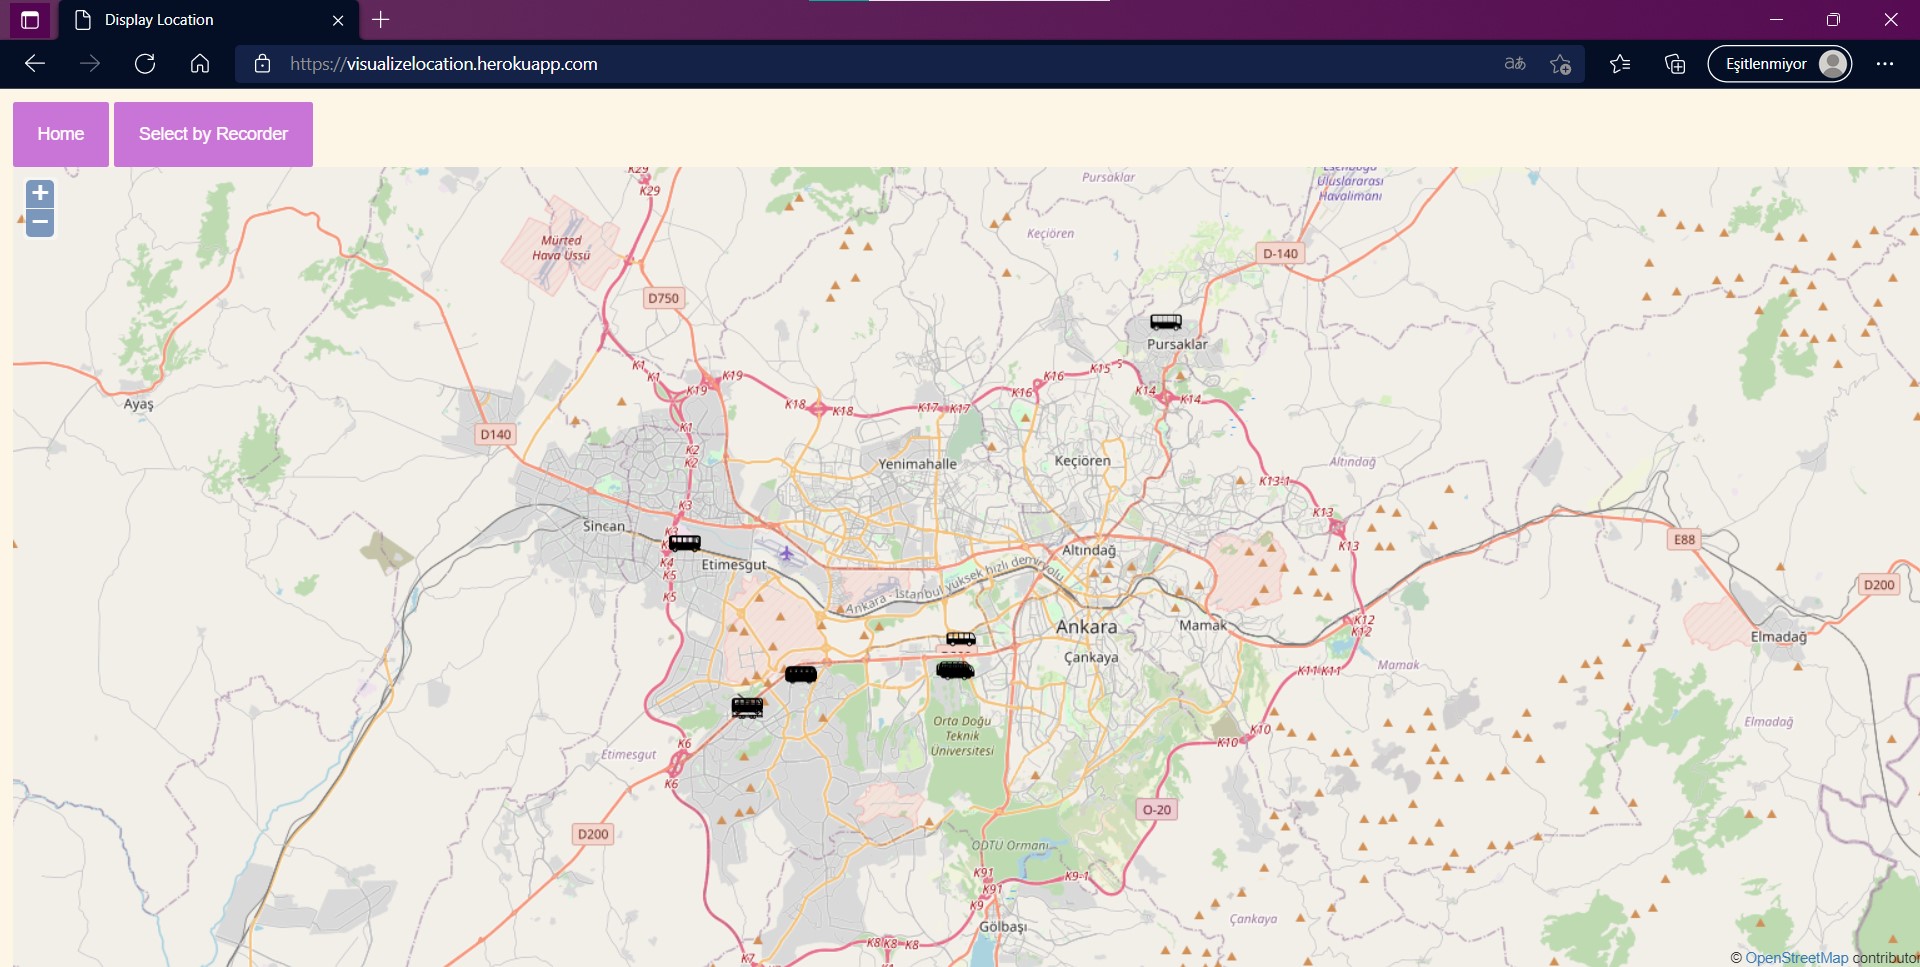 Display Location
https://visualizelocation.herokuapp.com
aあ
Eşitlenmiyor
Home
Select by Recorder
+
−
K29
K29
Pursaklar
Uluslararası
Havalimanı
Keçiören
Mürted
Hava Üssü
D-140
D750
Pursaklar
K1
K1
K19
K19
K18
K18
K17
K17
K16
K16
K15
K14
K14
Ayaş
D140
K1
K2
K2
Yenimahalle
Keçiören
Altındağ
K13-1
K3
K13
K13
Sincan
K3
K4
K5
K5
Etimesgut
Altındağ
Ankara - İstanbul yüksek hızlı demiryolu
E88
D200
Ankara
Mamak
K12
K12
Elmadağ
Çankaya
K11
K11
Mamak
Orta Doğu
Teknik
Üniversitesi
Elmadağ
K6
K6
Etimesgut
K10
K10
O-20
D200
ODTÜ Ormanı
K91
K91
K9
K9-1
Gölbaşı
Çankaya
K8
K8
K8
K7
© OpenStreetMap contributor